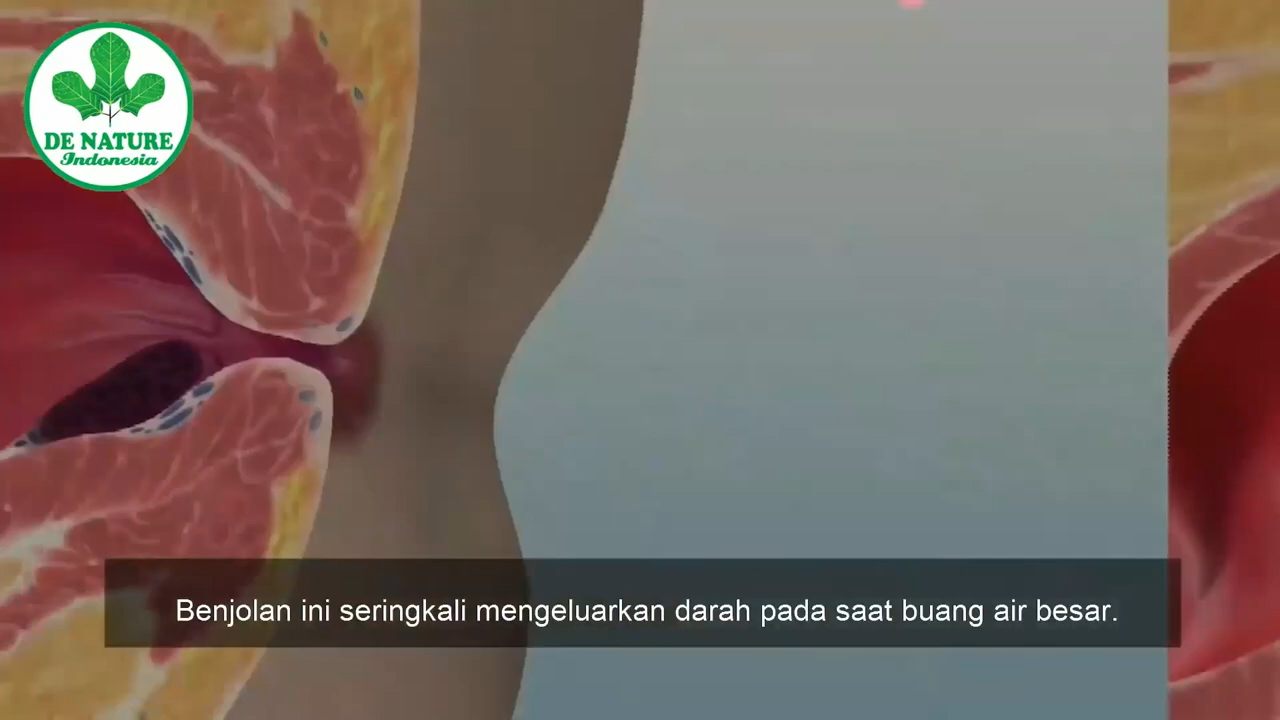 DE NATURE
Indonesia
Benjolan ini seringkali mengeluarkan darah pada saat buang air besar.